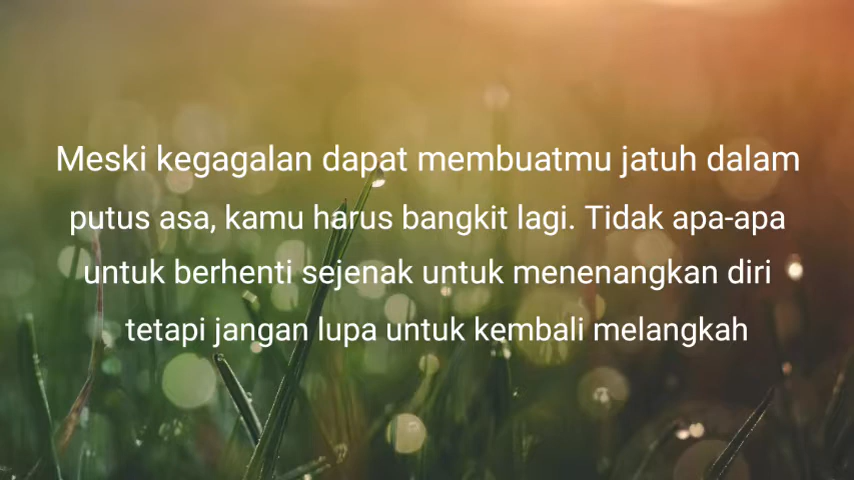 Meski kegagalan dapat membuatmu jatuh dalam
putus asa, kamu harus bangkit lagi. Tidak apa-apa
untuk berhenti sejenak untuk menenangkan diri
tetapi jangan lupa untuk kembali melangkah